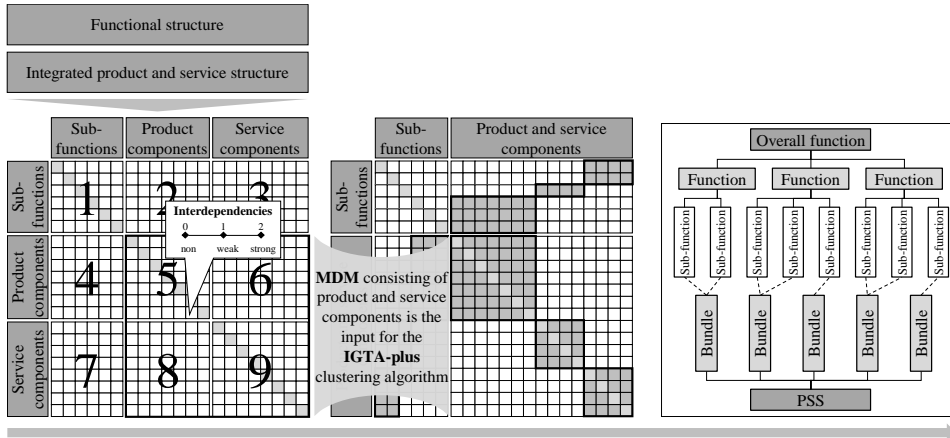 Functional structure
Integrated product and service structure
Sub-
functions
Product
components
Service
components
Sub-
functions
Product
components
Service
components
1
2
3
4
5
6
7
8
9
Interdependencies
0 1 2
non weak strong
Sub-
functions
Product and service
components
Sub-
functions
MDM consisting of
product and service
components is the
input for the
IGTA-plus
clustering algorithm
Overall function
Function
Function
Function
Sub-function
Sub-function
Sub-function
Sub-function
Sub-function
Sub-function
Sub-function
Sub-function
Bundle
Bundle
Bundle
Bundle
Bundle
PSS